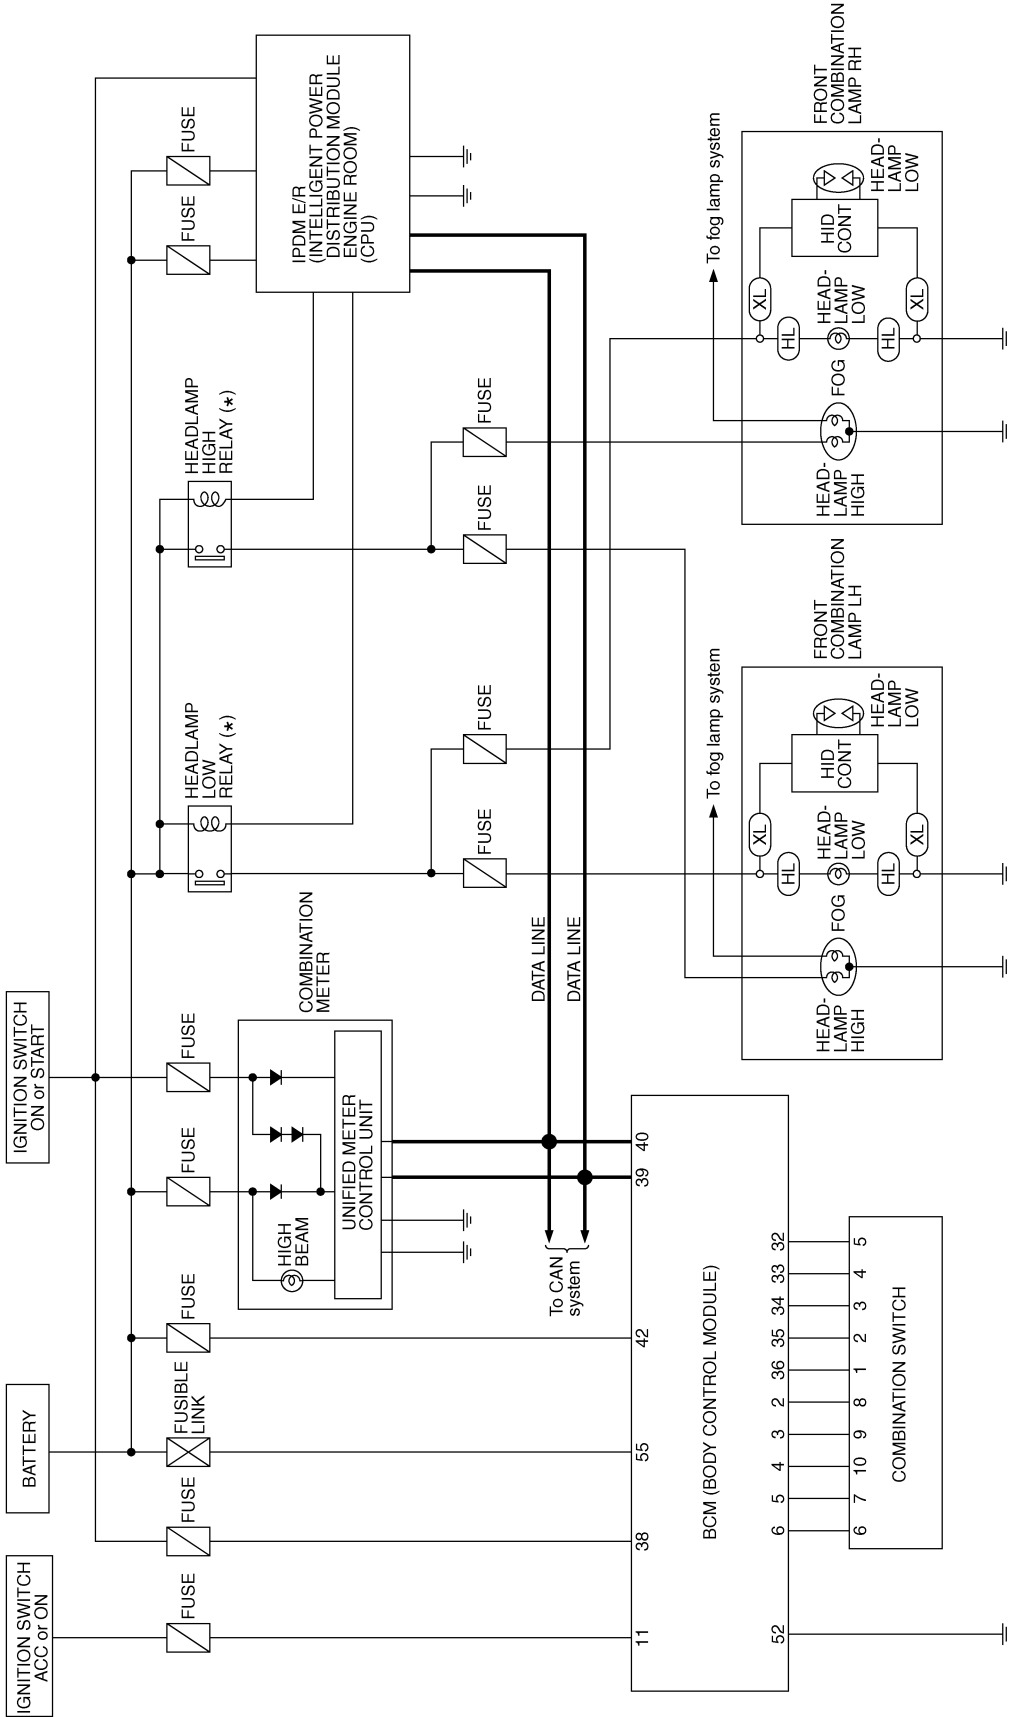 IGNITION SWITCH
ACC or ON
BATTERY
IGNITION SWITCH
ON or START
FUSE
FUSE
FUSIBLE
LINK
FUSE
FUSE
FUSE
FUSE
FUSE
HEADLAMP
LOW
RELAY (*)
HEADLAMP
HIGH
RELAY (*)
COMBINATION
METER
HIGH
BEAM
UNIFIED METER
CONTROL UNIT
IPDM E/R
(INTELLIGENT POWER
DISTRIBUTION MODULE
ENGINE ROOM)
(CPU)
FUSE
FUSE
FUSE
FUSE
DATA LINE
DATA LINE
To CAN
system
11
38
55
42
39
40
BCM (BODY CONTROL MODULE)
52
6
5
4
3
2
36
35
34
33
32
6
7
10
9
8
1
2
3
4
5
COMBINATION SWITCH
To fog lamp system
FRONT
COMBINATION
LAMP LH
HEAD-
LAMP
HIGH
FOG
HL
HEAD-
LAMP
LOW
HL
XL
XL
HID
CONT
HEAD-
LAMP
LOW
To fog lamp system
FRONT
COMBINATION
LAMP RH
HEAD-
LAMP
HIGH
FOG
HL
HEAD-
LAMP
LOW
HL
XL
XL
HID
CONT
HEAD-
LAMP
LOW